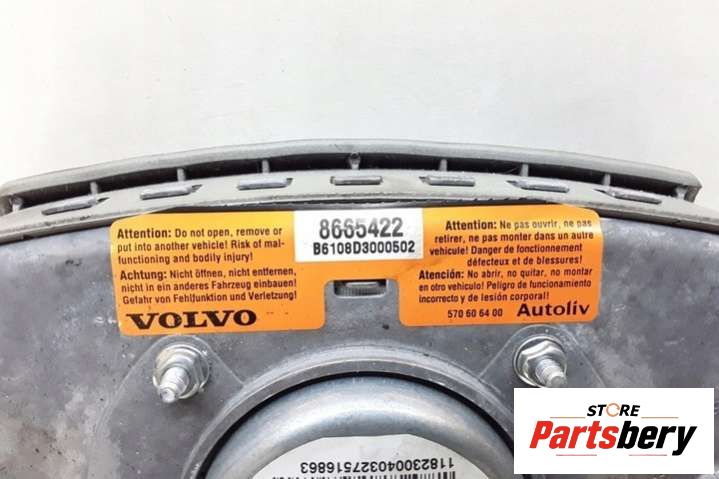 Attention: Do not open, remove or
put into another vehicle! Risk of mal-
functioning and bodily injury!
Achtung: Nicht öffnen, nicht entfernen,
nicht in ein anderes Fahrzeug einbauen!
Gefahr von Fehlfunktion und Verletzung!
VOLVO
8665422
B6108D3000502
Attention: Ne pas ouvrir, ne pas
retirer, ne pas monter dans un autre
vehicule! Danger de fonctionnement
défecteux et de blessures!
Atención: No abrir, no quitar, no montar
en otro vehiculo! Peligro de funcionamiento
incorrecto y de lesión corporal!
570 60 64 00 Autoliv
118230040327516863
STORE
Partsbery